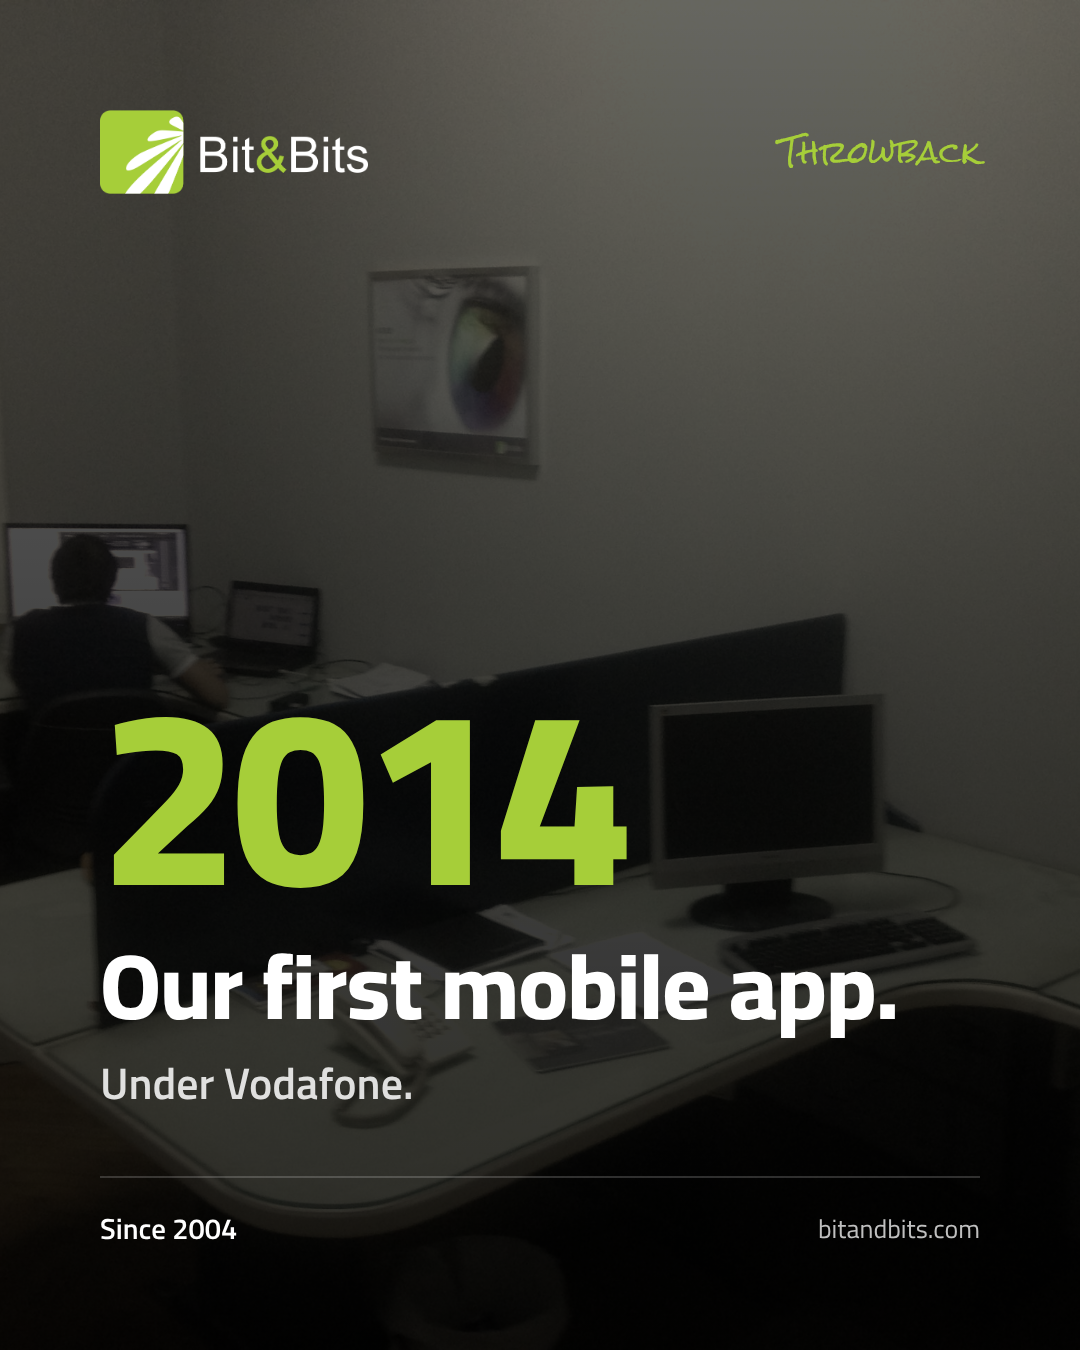 Bit&Bits
Throwback
2014
Our first mobile app.
Under Vodafone.
Since 2004
bitandbits.com